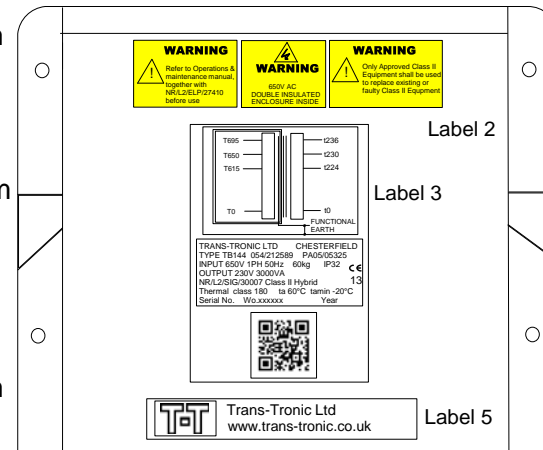 WARNING
Refer to Operations &
maintenance manual,
together with
NR/L2/ELP/27410
before use
WARNING
650V AC
DOUBLE INSULATED
ENCLOSURE INSIDE
WARNING
Only Approved Class II
Equipment shall be used
to replace existing or
faulty Class II Equpment
Label 2
T695
T650
T615
T0
t236
t230
t224
t0
FUNCTIONAL
EARTH
Label 3
TRANS-TRONIC LTD CHESTERFIELD
TYPE TB144 054/212589 PA05/05325
INPUT 650V 1PH 50Hz 60kg IP32
OUTPUT 230V 3000VA CE
NR/L2/SIG/30007 Class II Hybrid 13
Thermal class 180 ta 60°C tamin -20°C
Serial No. Wo.xxxxxx Year
TT
Trans-Tronic Ltd
www.trans-tronic.co.uk
Label 5